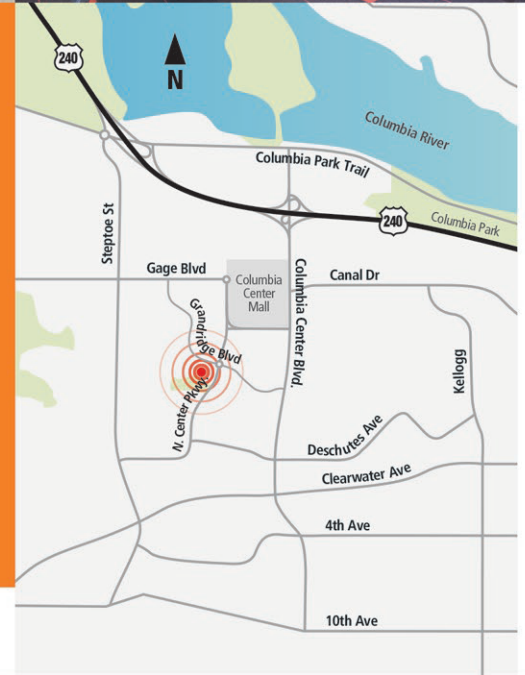 240
N
Columbia River
Columbia Park Trail
240
Columbia Park
Steptoe St
Gage Blvd
Columbia
Center
Mall
Columbia Center Blvd.
Canal Dr
Grandridge Blvd
Kellogg
N. Center Pkwy.
Deschutes Ave
Clearwater Ave
4th Ave
10th Ave